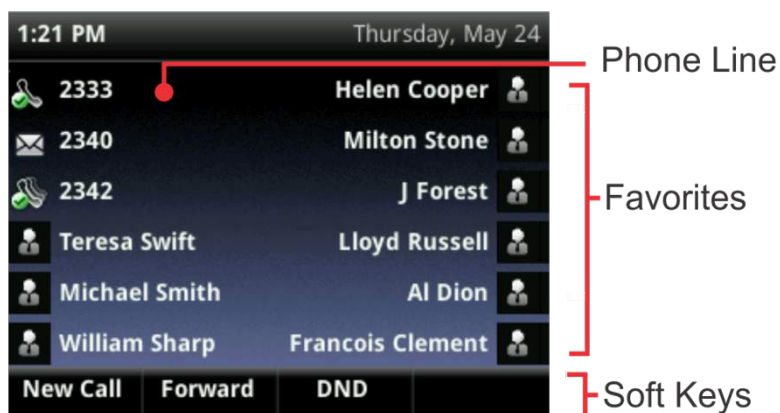 1:21 PM Thursday, May 24
Phone Line
2333 Helen Cooper
2340 Milton Stone
2342 J Forest
Favorites
Teresa Swift Lloyd Russell
Michael Smith Al Dion
William Sharp Francois Clement
New Call Forward DND
Soft Keys